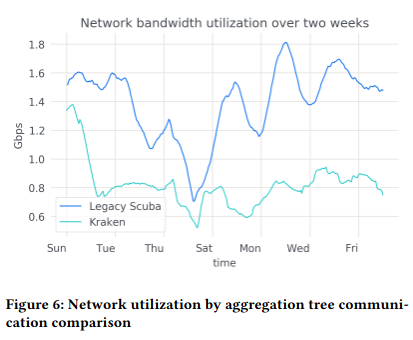 Network bandwidth utilization over two weeks
1.8
1.6
1.4
1.2
1.0
0.8
0.6
Gbps
Legacy Scuba
Kraken
Sun Tue Thu Sat Mon Wed Fri
time
Figure 6: Network utilization by aggregation tree communi-
cation comparison